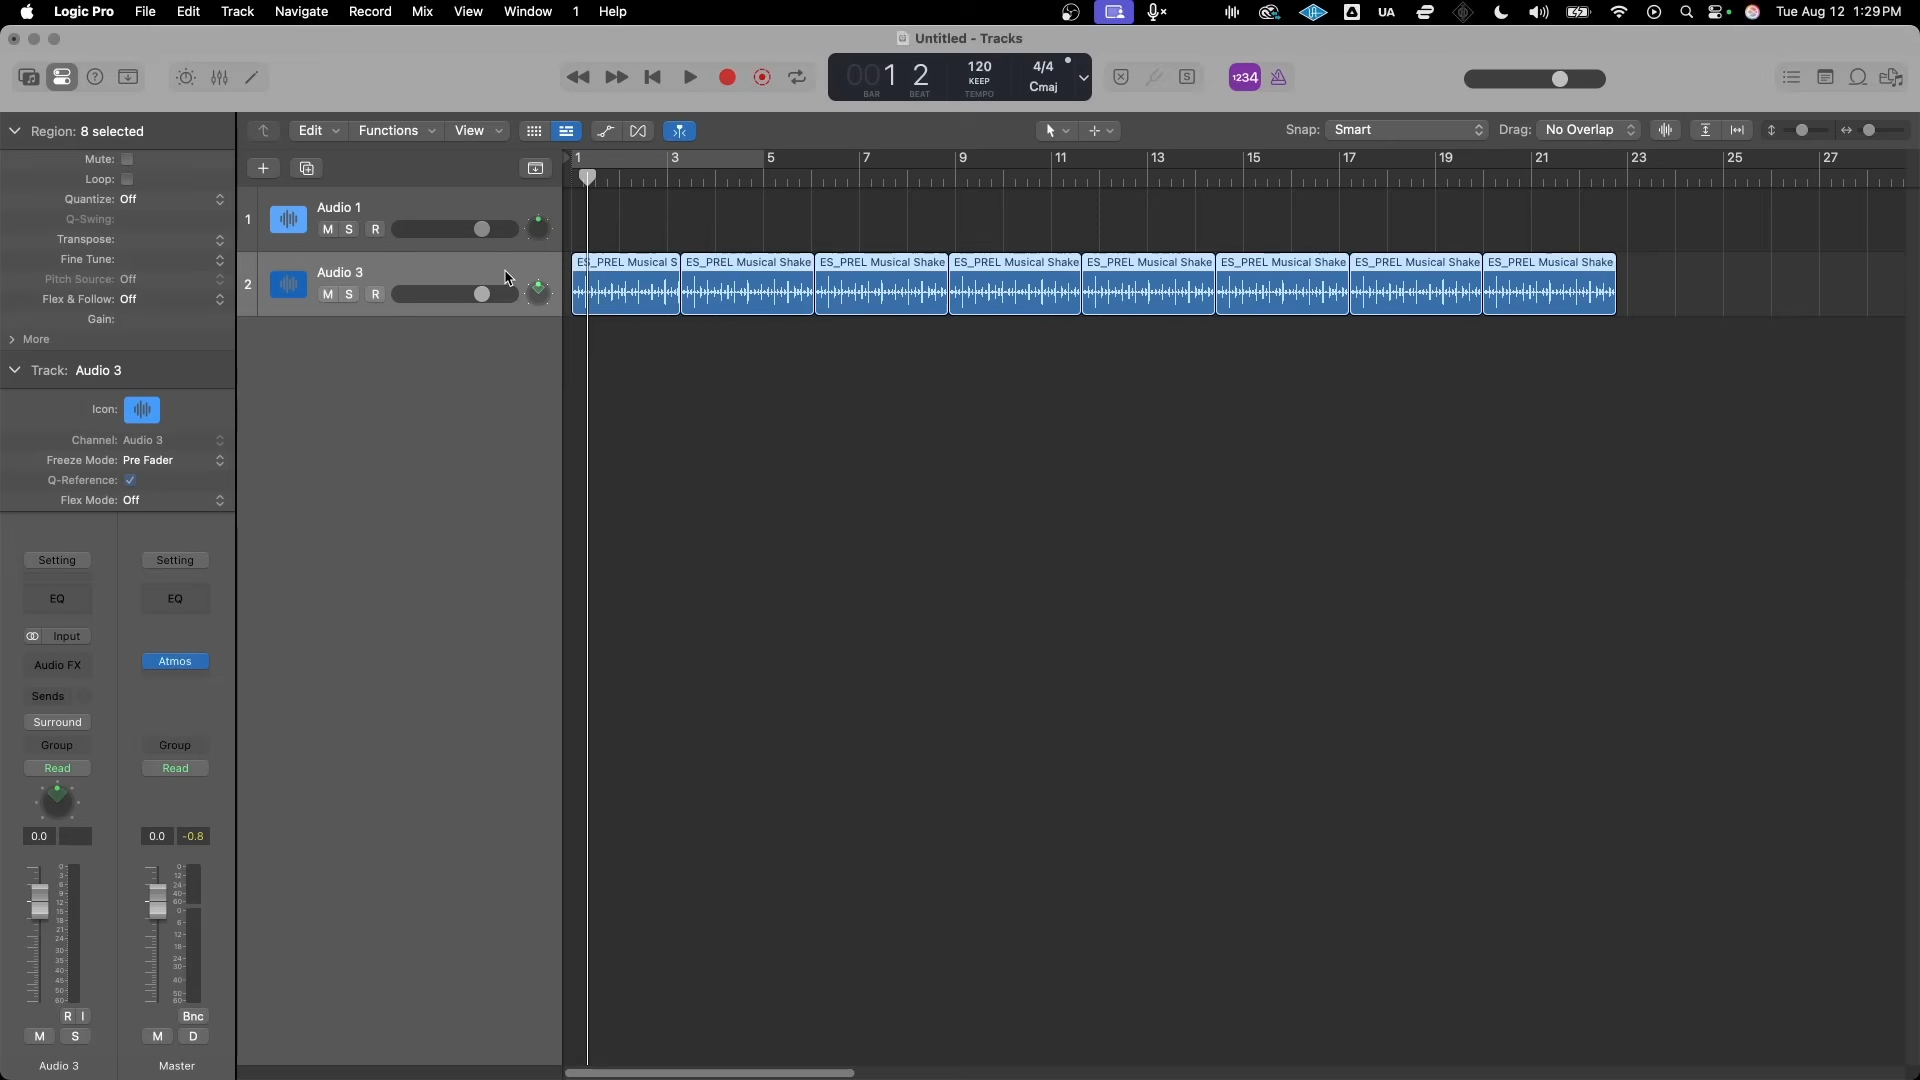 Logic Pro File Edit Track Navigate Record Mix View Window 1 Help UA Tue Aug 12 1:29 PM
Untitled - Tracks
001 2 120 KEEP 4/4 Cmaj 1234
BAR BEAT TEMPO
Region: 8 selected
Edit Functions View Snap: Smart Drag: No Overlap
Mute:
1 3 5 7 9 11 13 15 17 19 21 23 25 27
Loop:
Quantize: Off
Q-Swing:
Transpose:
Fine Tune:
Pitch Source: Off
Flex & Follow: Off
Gain:
More
1 Audio 1
M S R
2 Audio 3
M S R
ES_PREL Musical S ES_PREL Musical Shake ES_PREL Musical Shake ES_PREL Musical Shake ES_PREL Musical Shake ES_PREL Musical Shake ES_PREL Musical Shake ES_PREL Musical Shake
Track: Audio 3
Icon:
Channel: Audio 3
Freeze Mode: Pre Fader
Q-Reference:
Flex Mode: Off
Setting Setting
EQ EQ
Input
Audio FX Atmos
Sends
Surround
Group Group
Read Read
0.0 0.0 -0.8
R I Bnc
M S M D
Audio 3 Master